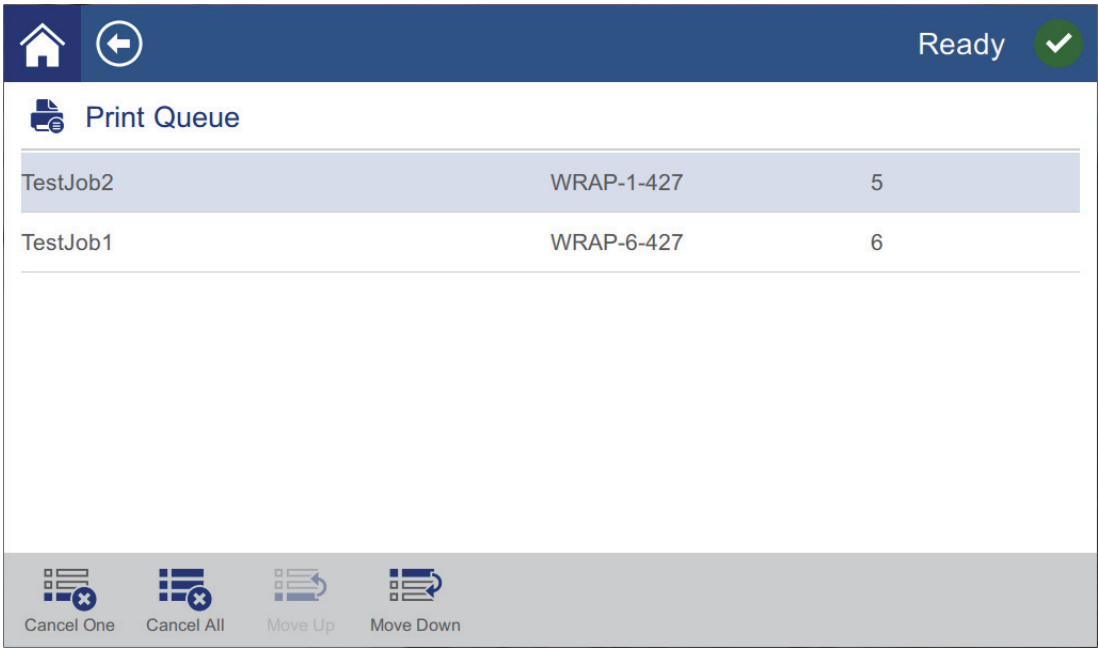 Ready
Print Queue
TestJob2 WRAP-1-427 5
TestJob1 WRAP-6-427 6
Cancel One Cancel All Move Up Move Down